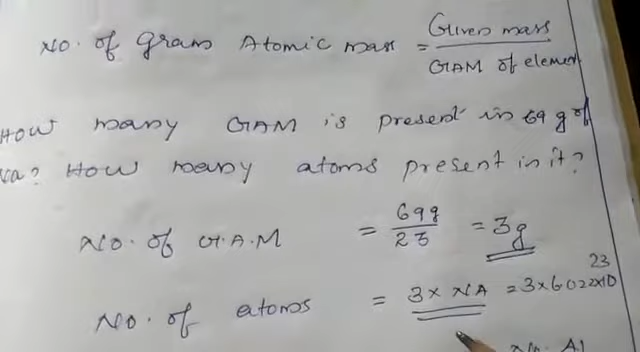 No. of gram Atomic mass = Given mass / GAM of element
How many GAM is present in 69 g of
Na? How many atoms present in it?
No. of G.A.M = 69g / 23 = 3g
No. of atoms = 3 × NA = 3×6022×10^23